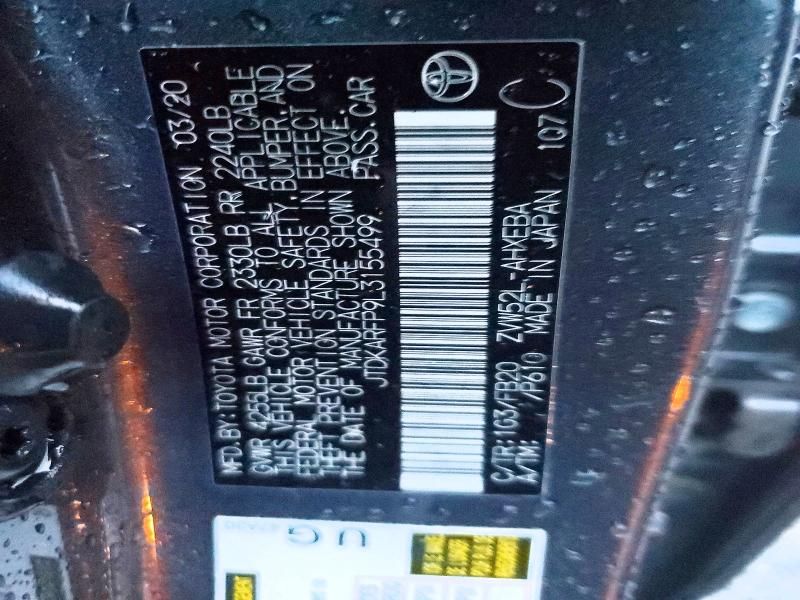 MFD.BY:TOYOTA MOTOR CORPORATION 03/20
GVWR 4255LB GAWR FR 2330LB RR 2240LB
THIS VEHICLE CONFORMS TO ALL APPLICABLE
FEDERAL MOTOR VEHICLE SAFETY,BUMPER,AND
THEFT PREVENTION STANDARDS IN EFFECT ON
THE DATE OF MANUFACTURE SHOWN ABOVE.
JTDKARFP9L3155499 PASS.CAR
C/TR:1G3/FB20 ZVW52L-AHXEBA
A/TM: /P610 MADE IN JAPAN 107 C
U G 47A20